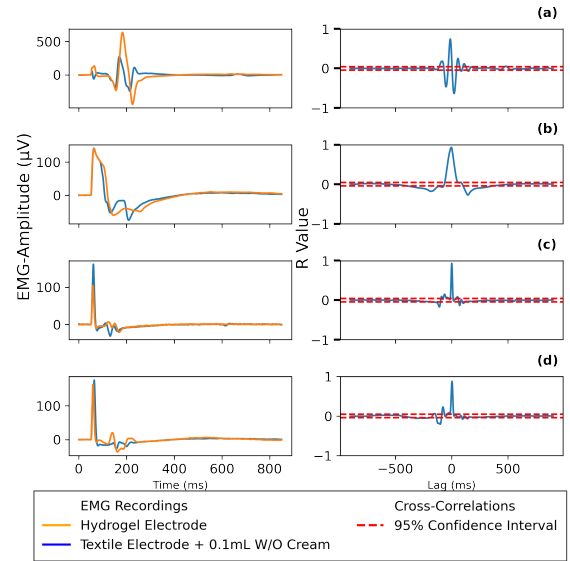 (a)
500
0
1
0
−1
(b)
100
0
1
0
−1
(c)
100
0
1
0
−1
(d)
100
0
1
0
−1
EMG-Amplitude (μV)
R Value
0 200 400 600 800
−500 0 500
Time (ms)
Lag (ms)
EMG Recordings
Hydrogel Electrode
Textile Electrode + 0.1mL W/O Cream
Cross-Correlations
95% Confidence Interval